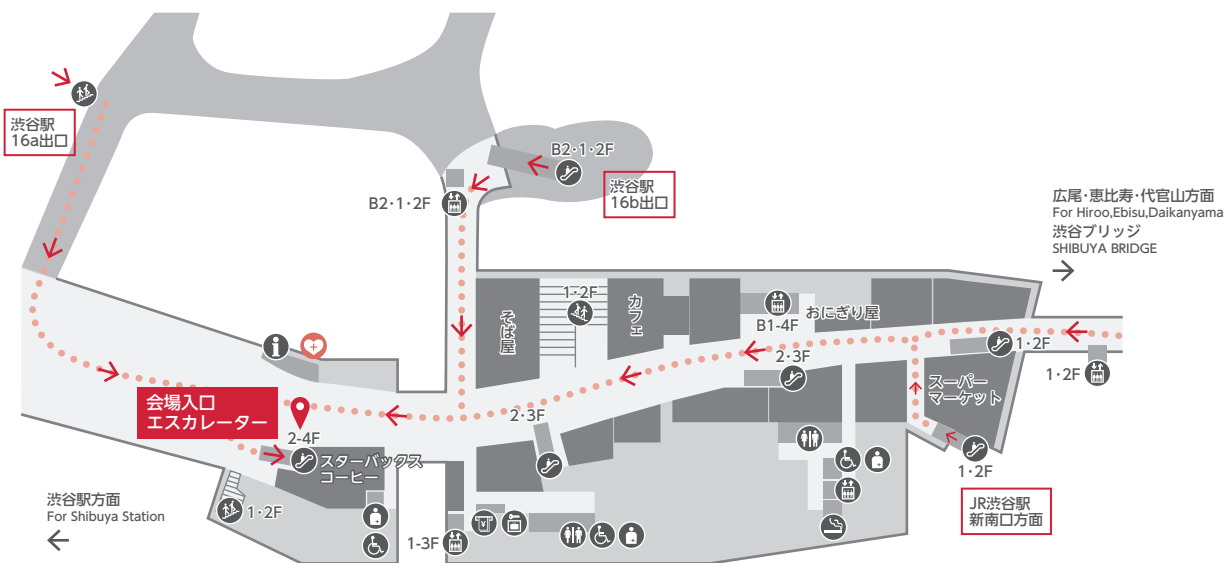 渋谷駅
16a出口
B2・1・2F
渋谷駅
16b出口
B2・1・2F
広尾・恵比寿・代官山方面
For Hiroo,Ebisu,Daikanyama
渋谷ブリッジ
SHIBUYA BRIDGE
そば屋
1・2F
カフェ
B1-4F
おにぎり屋
2・3F
1・2F
1・2F
スーパー
マーケット
会場入口
エスカレーター
2-4F
2・3F
スターバックス
コーヒー
1・2F
1・2F
渋谷駅方面
For Shibuya Station
1-3F
JR渋谷駅
新南口方面